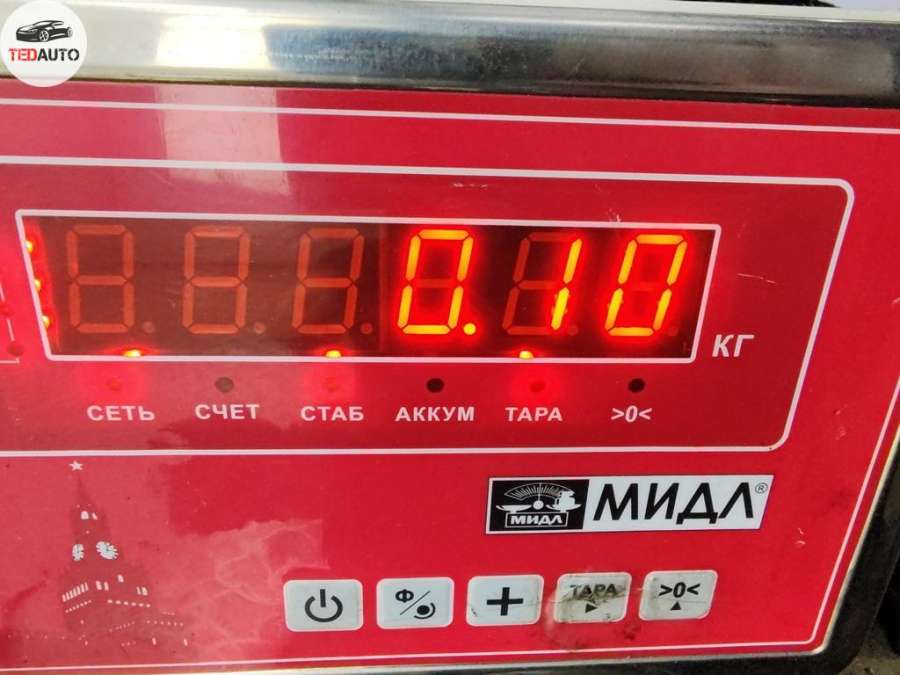 TEDAUTO
0.10
КГ
СЕТЬ СЧЕТ СТАБ АККУМ ТАРА >0<
МИДЛ МИДЛ®
Ф ТАРА >0<